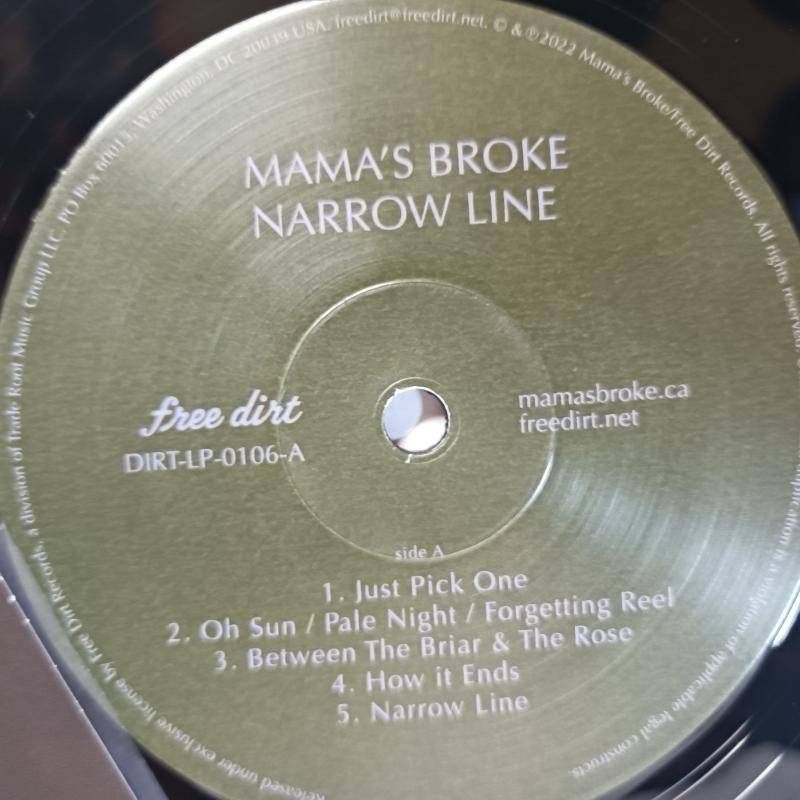 MAMA'S BROKE
NARROW LINE
free dirt
DIRT-LP-0106-A
mamasbroke.ca
freedirt.net
side A
1. Just Pick One
2. Oh Sun / Pale Night / Forgetting Reel
3. Between The Briar & The Rose
4. How it Ends
5. Narrow Line
Released under exclusive license by Free Dirt Records, a division of Trade Root Music Group LLC. PO Box 60013, Washington, DC 20039 USA. freedirt@freedirt.net. © & ℗ 2022 Mama's Broke/Free Dirt Records. All rights reserved. is a violation of applicable legal constructs.